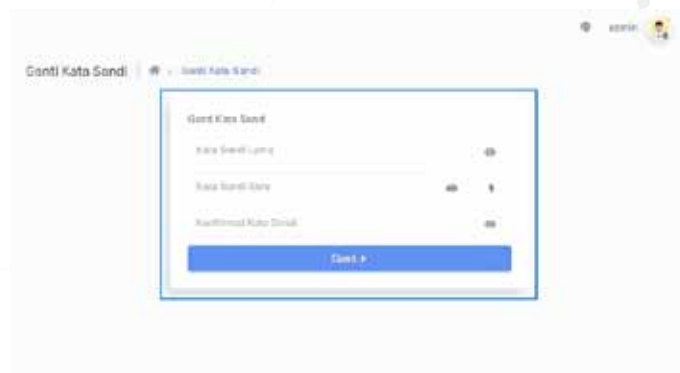 admin
Ganti Kata Sandi
Ganti Kata Sandi
Ganti Kata Sandi
Kata Sandi Lama
Kata Sandi Baru
Konfirmasi Kata Sandi
Ganti